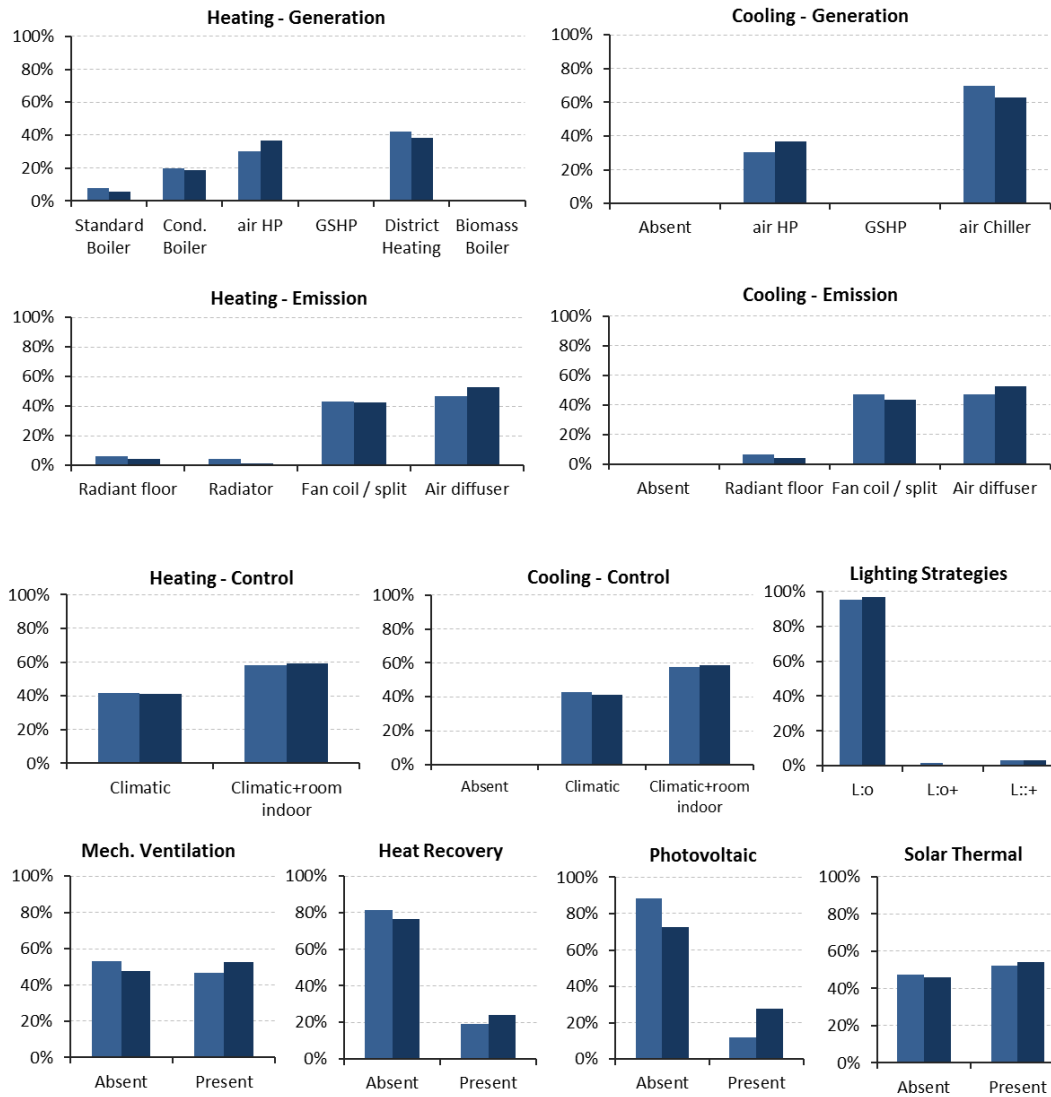 Heating - Generation
100%
80%
60%
40%
20%
0%
Standard Boiler
Cond. Boiler
air HP
GSHP
District Heating
Biomass Boiler
Cooling - Generation
100%
80%
60%
40%
20%
0%
Absent
air HP
GSHP
air Chiller
Heating - Emission
100%
80%
60%
40%
20%
0%
Radiant floor
Radiator
Fan coil / split
Air diffuser
Cooling - Emission
100%
80%
60%
40%
20%
0%
Absent
Radiant floor
Fan coil / split
Air diffuser
Heating - Control
100%
80%
60%
40%
20%
0%
Climatic
Climatic+room indoor
Cooling - Control
100%
80%
60%
40%
20%
0%
Absent
Climatic
Climatic+room indoor
Lighting Strategies
100%
80%
60%
40%
20%
0%
L:o
L:o+
L::+
Mech. Ventilation
100%
80%
60%
40%
20%
0%
Absent
Present
Heat Recovery
100%
80%
60%
40%
20%
0%
Absent
Present
Photovoltaic
100%
80%
60%
40%
20%
0%
Absent
Present
Solar Thermal
100%
80%
60%
40%
20%
0%
Absent
Present